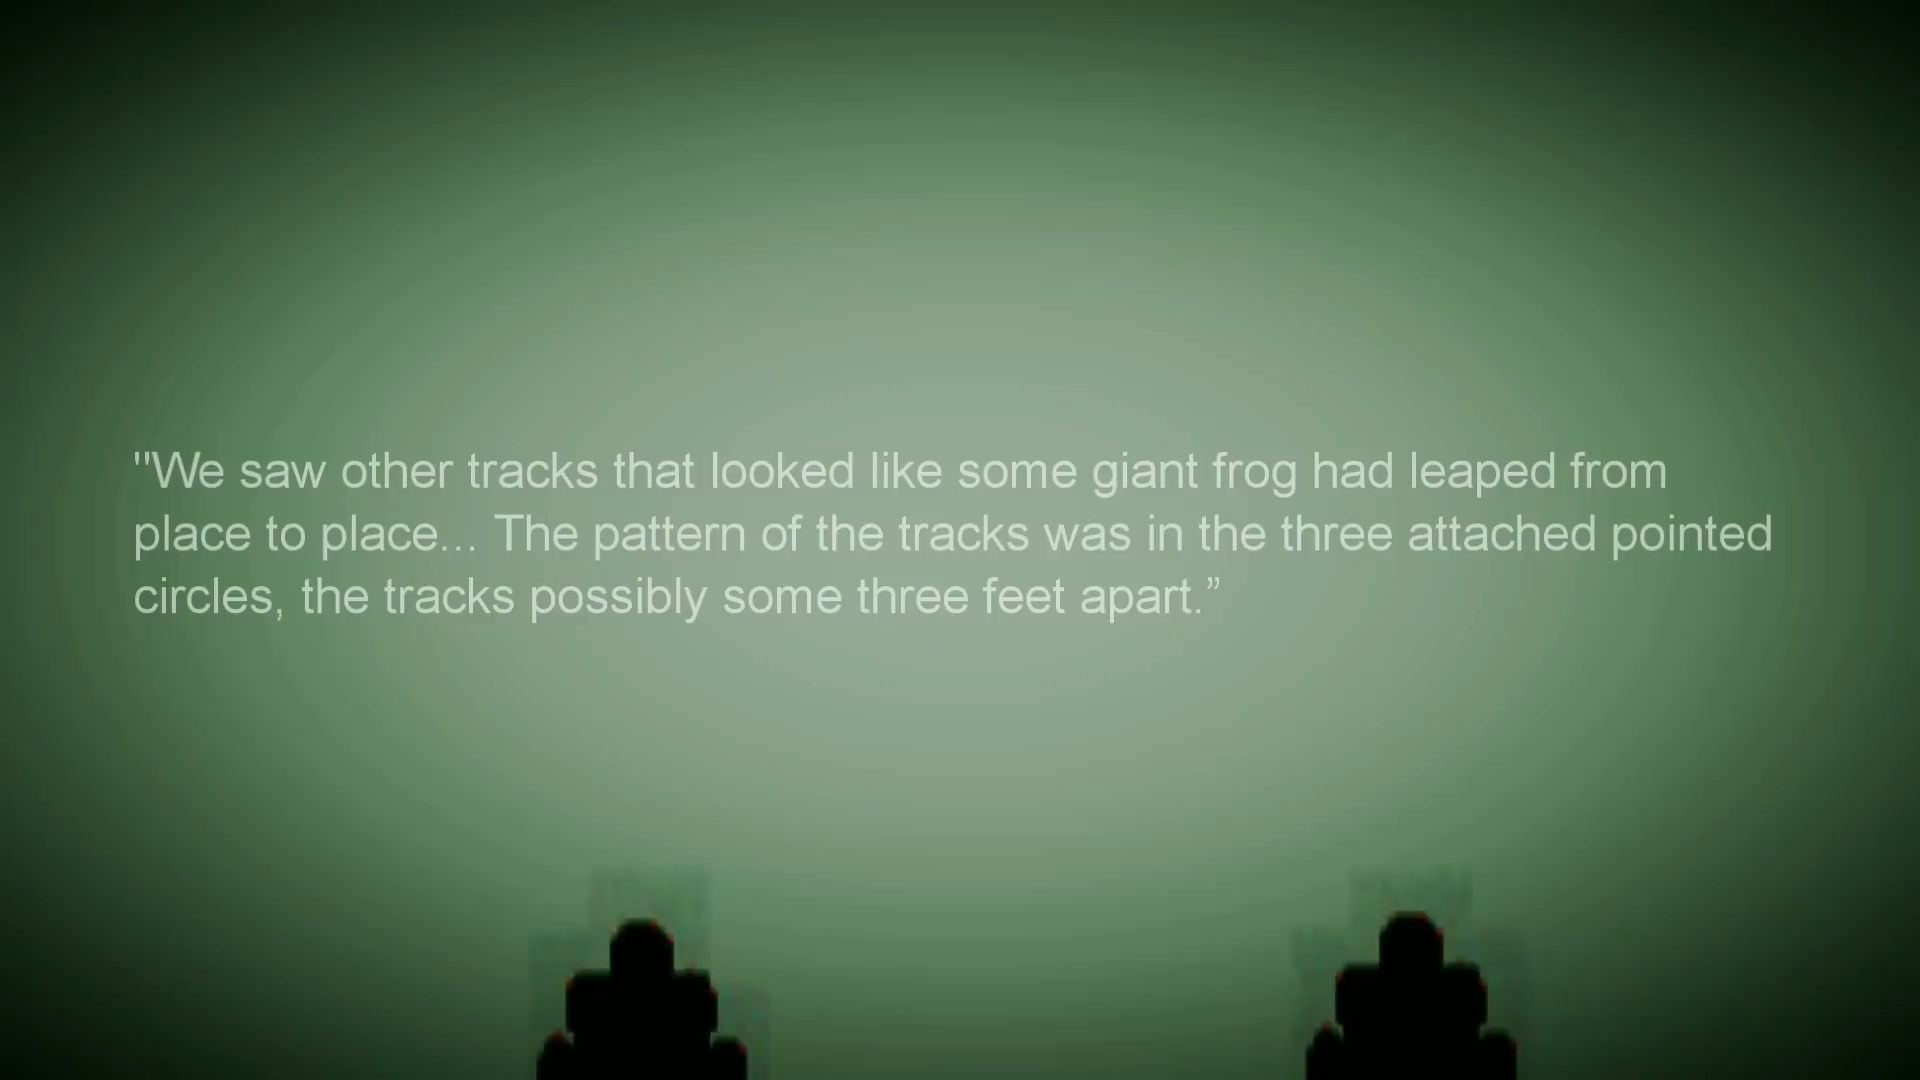 "We saw other tracks that looked like some giant frog had leaped from
place to place... The pattern of the tracks was in the three attached pointed
circles, the tracks possibly some three feet apart.”